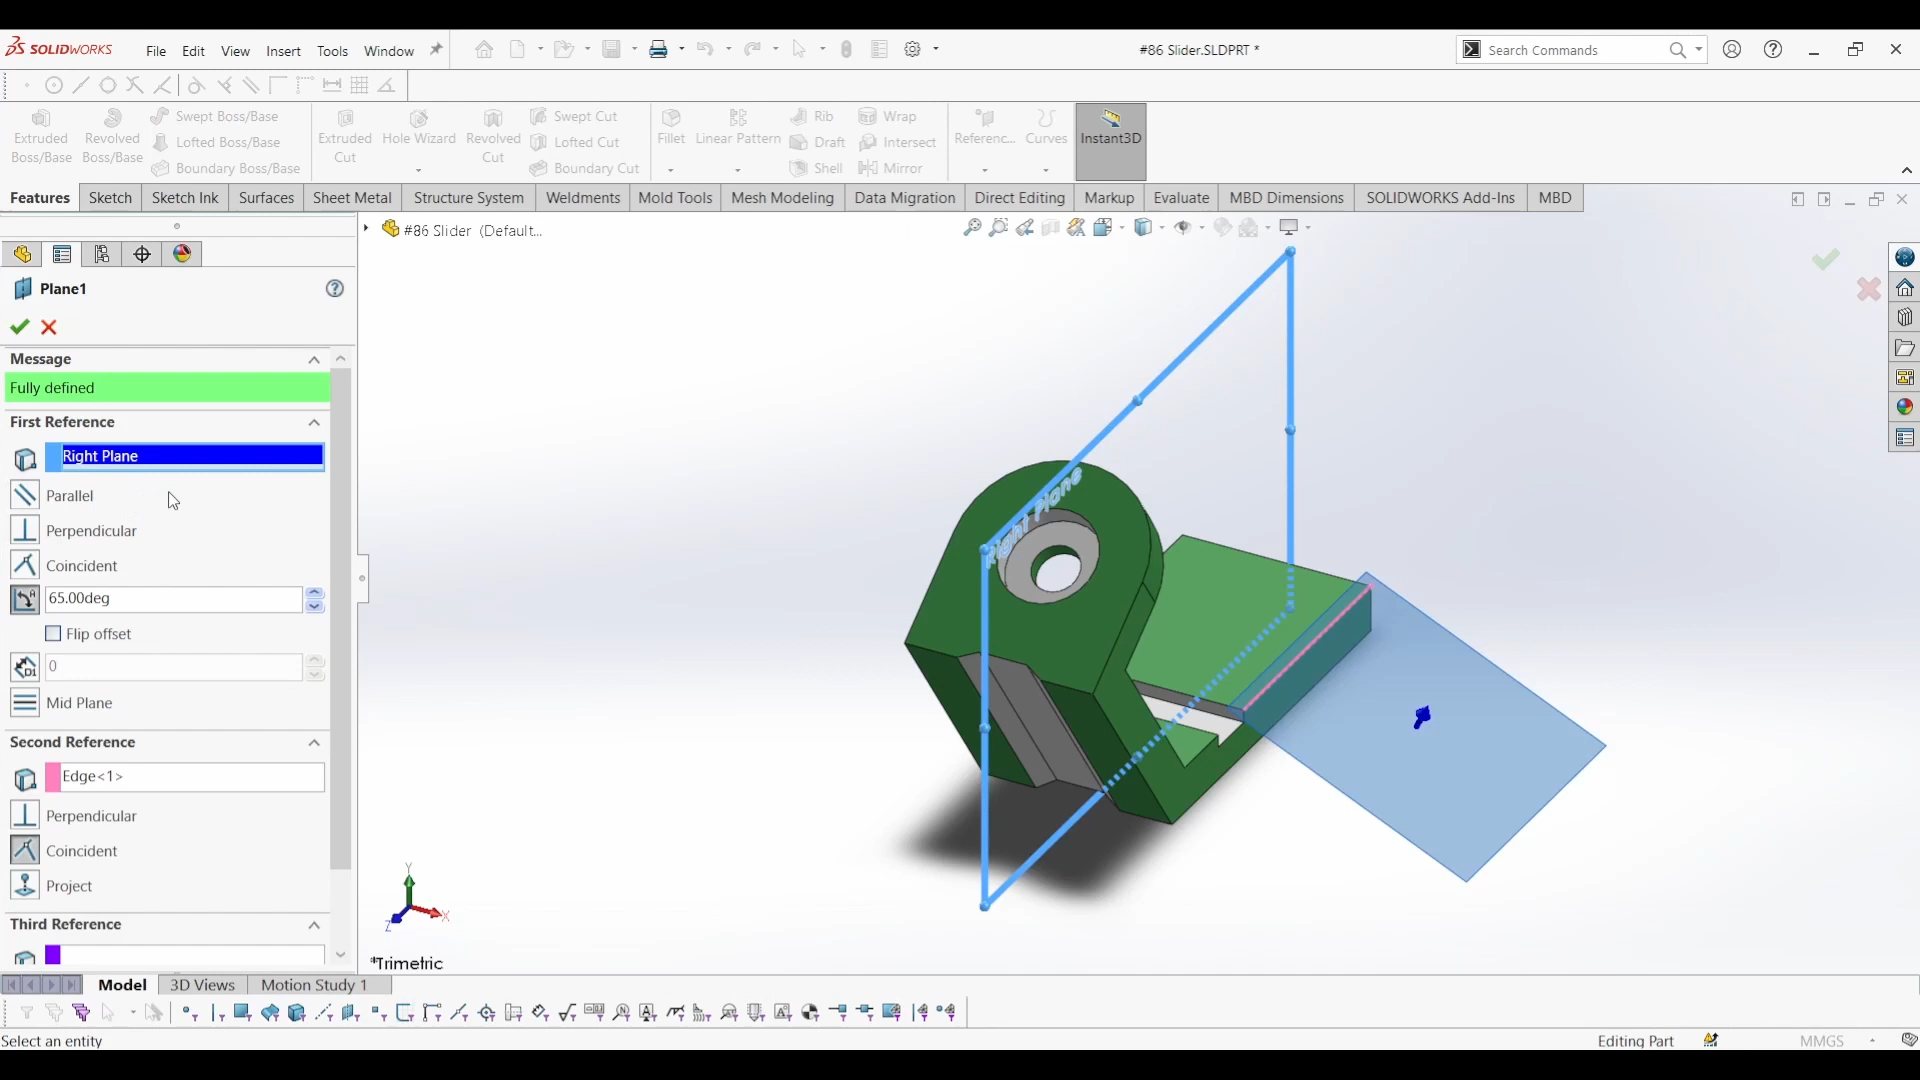 SOLIDWORKS File Edit View Insert Tools Window #86 Slider.SLDPRT * Search Commands
Extruded Boss/Base
Revolved Boss/Base
Swept Boss/Base
Lofted Boss/Base
Boundary Boss/Base
Extruded Cut
Hole Wizard
Revolved Cut
Swept Cut
Lofted Cut
Boundary Cut
Fillet
Linear Pattern
Rib
Draft
Shell
Wrap
Intersect
Mirror
Referenc...
Curves
Instant3D
Features Sketch Sketch Ink Surfaces Sheet Metal Structure System Weldments Mold Tools Mesh Modeling Data Migration Direct Editing Markup Evaluate MBD Dimensions SOLIDWORKS Add-Ins MBD
#86 Slider (Default...
Plane1
Message
Fully defined
First Reference
Right Plane
Parallel
Perpendicular
Coincident
65.00deg
Flip offset
0
Mid Plane
Second Reference
Edge<1>
Perpendicular
Coincident
Project
Third Reference
Right Plane
Y
X
Z
*Trimetric
Model 3D Views Motion Study 1
Select an entity Editing Part MMGS